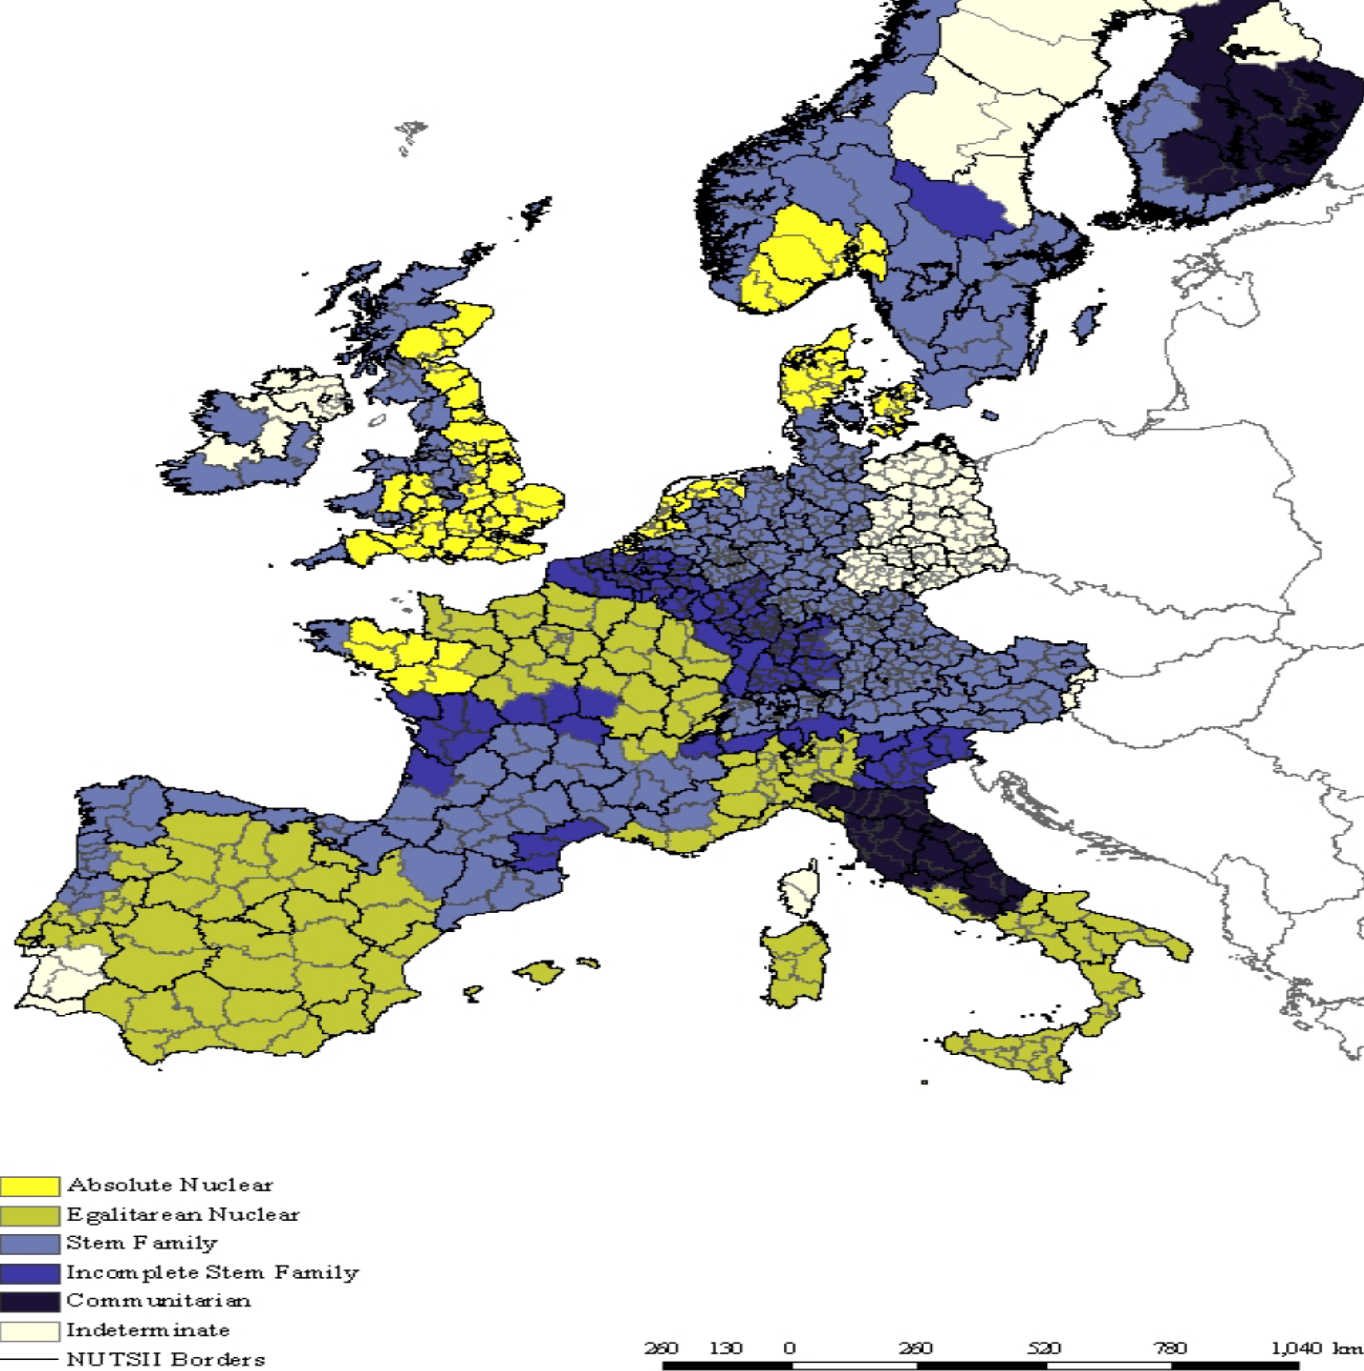 Absolute Nuclear
Egalitarean Nuclear
Stem Family
Incomplete Stem Family
Communitarian
Indeterminate
NUTSII Borders
260 130 0 260 520 780 1,040 km